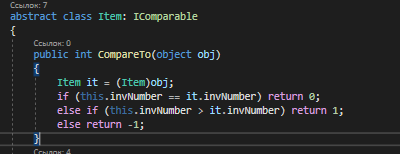 Ссылок: 7
abstract class Item: IComparable
{
Ссылок: 0
public int CompareTo(object obj)
{
Item it = (Item)obj;
if (this.invNumber == it.invNumber) return 0;
else if (this.invNumber > it.invNumber) return 1;
else return -1;
}
Ссылок: 4